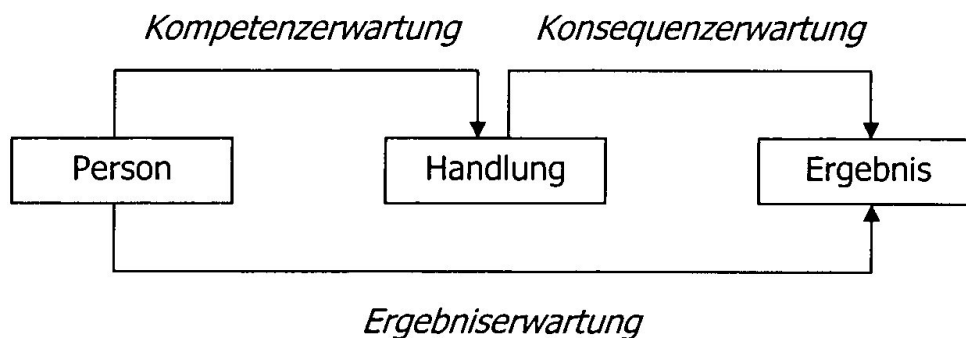 Kompetenzerwartung Konsequenzerwartung
Person Handlung Ergebnis
Ergebniserwartung